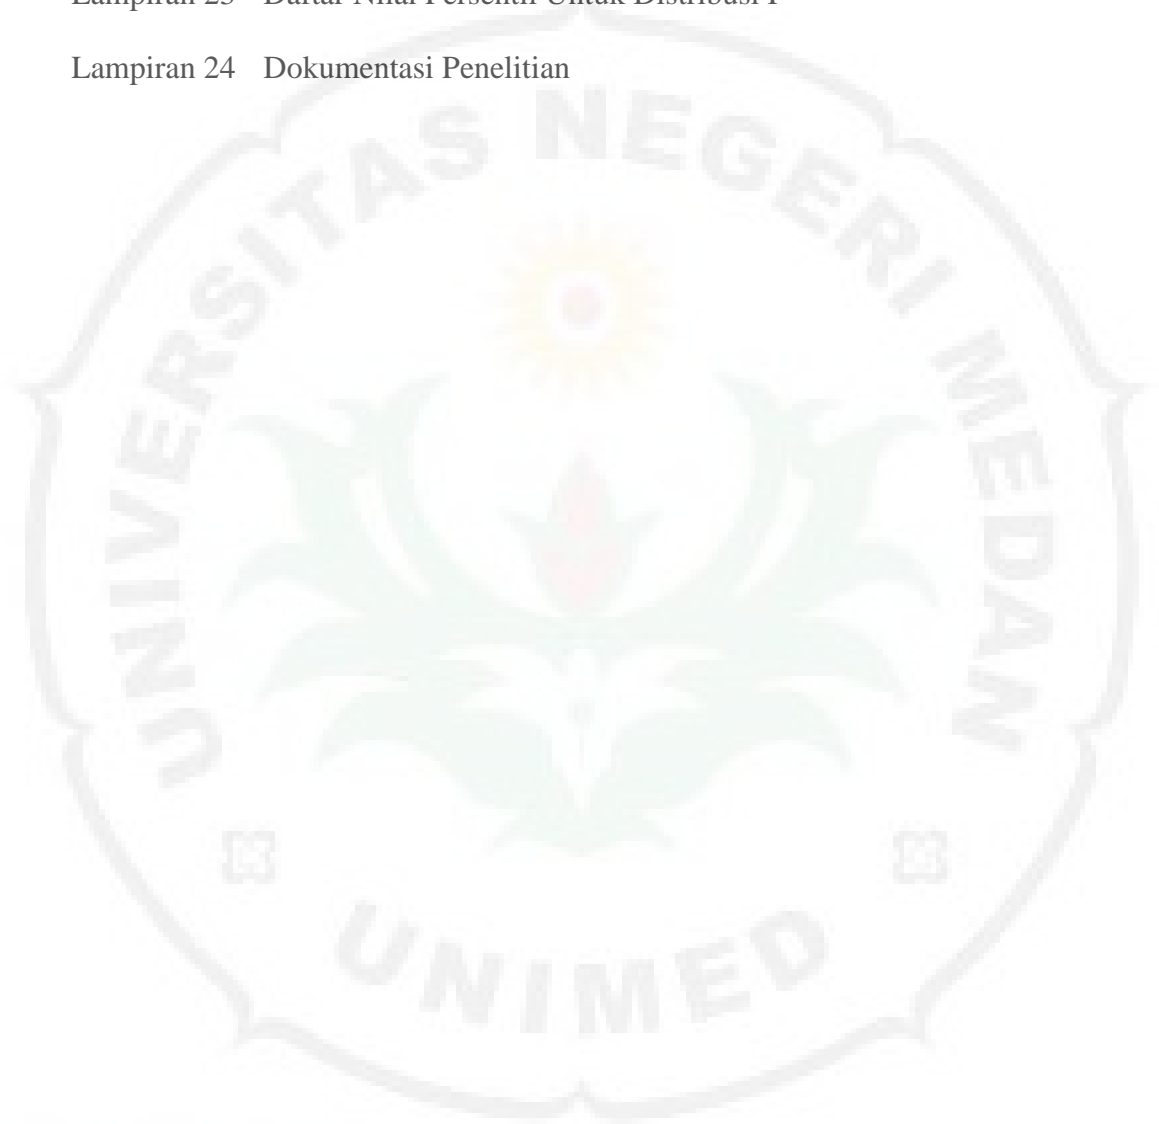 Lampiran 23 Daftar Nilai Persentil Untuk Distribusi
Lampiran 24 Dokumentasi Penelitian
UNIVERSITAS NEGERI MEDAN
UNIMED